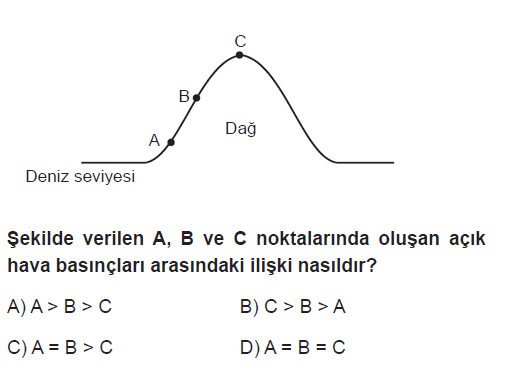 C
B
A
Dağ
Deniz seviyesi
Şekilde verilen A, B ve C noktalarında oluşan açık
hava basınçları arasındaki ilişki nasıldır?
A) A > B > C
B) C > B > A
C) A = B > C
D) A = B = C